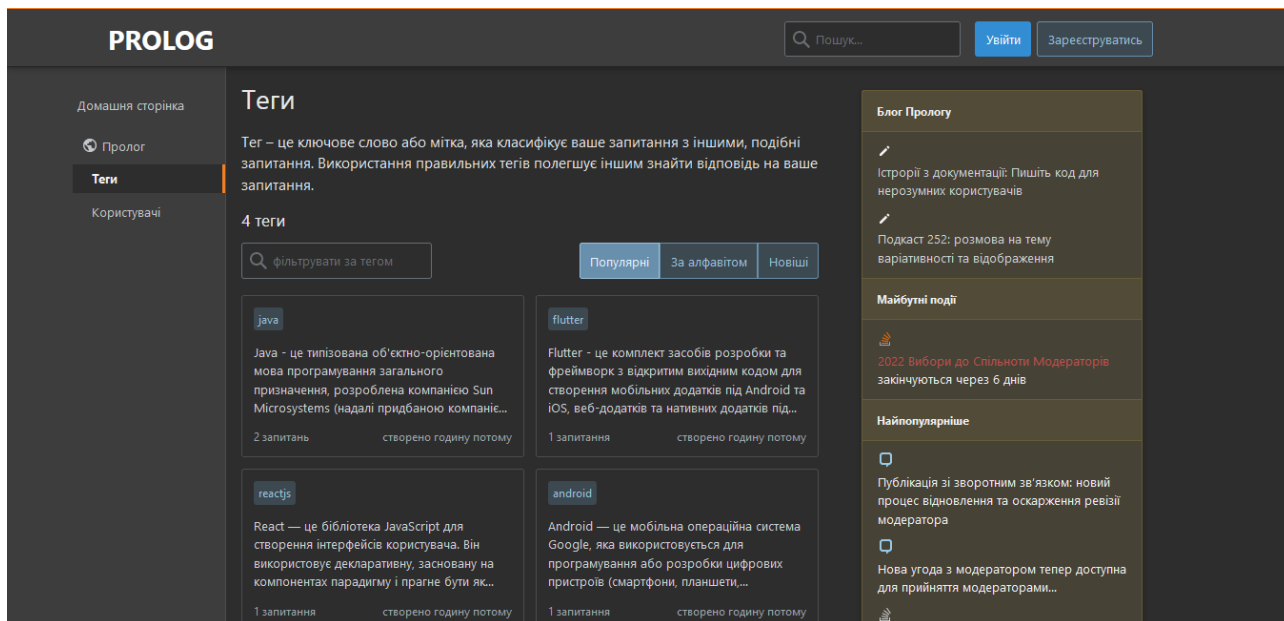 PROLOG
Пошук...
Увійти
Зареєструватись
Домашня сторінка
Пролог
Теги
Користувачі
Теги
Тег – це ключове слово або мітка, яка класифікує ваше запитання з іншими, подібні
запитання. Використання правильних тегів полегшує іншим знайти відповідь на ваше
запитання.
4 теги
фільтрувати за тегом
Популярні
За алфавітом
Новіші
java
Java - це типізована об'єктно-орієнтована
мова програмування загального
призначення, розроблена компанією Sun
Microsystems (надалі придбаною компаніє...
2 запитань
створено годину потому
flutter
Flutter - це комплект засобів розробки та
фреймворк з відкритим вихідним кодом для
створення мобільних додатків під Android та
iOS, веб-додатків та нативних додатків під...
1 запитання
створено годину потому
reactjs
React — це бібліотека JavaScript для
створення інтерфейсів користувача. Він
використовує декларативну, засновану на
компонентах парадигму і прагне бути як...
1 запитання
створено годину потому
android
Android — це мобільна операційна система
Google, яка використовується для
програмування або розробки цифрових
пристроїв (смартфони, планшети,...
1 запитання
створено годину потому
Блог Прологу
Істрорії з документації: Пишіть код для
нерозумних користувачів
Подкаст 252: розмова на тему
варіативності та відображення
Майбутні події
2022 Вибори до Спільноти Модераторів
закінчуються через 6 днів
Найпопулярніше
Публікація зі зворотним зв'язком: новий
процес відновлення та оскарження ревізії
модератора
Нова угода з модератором тепер доступна
для прийняття модераторами...